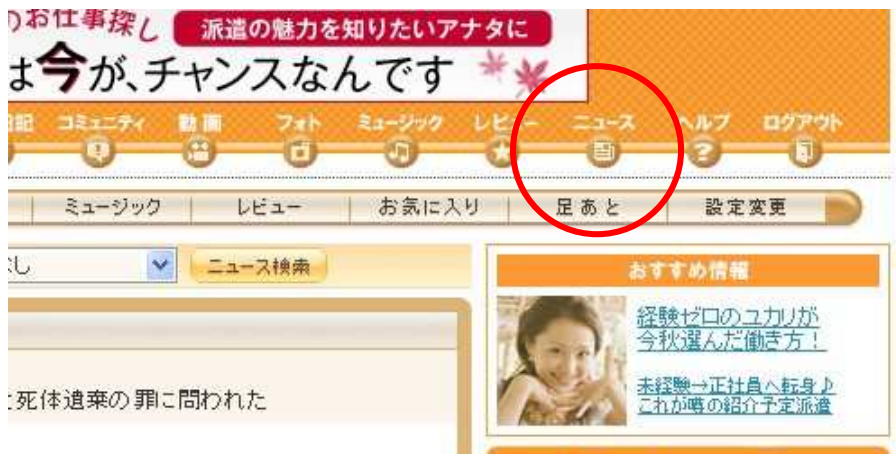 お仕事探し
派遣の魅力を知りたいアナタに
は今が、チャンスなんです
日記 コミュニティ 動画 フォト ミュージック レビュー ニュース ヘルプ ログアウト
ミュージック レビュー お気に入り 足あと 設定変更
ニュース検索
おすすめ情報
経験ゼロのユカリが
今秋選んだ働き方！
未経験→正社員へ転身♪
これが噂の紹介予定派遣
と死体遺棄の罪に問われた